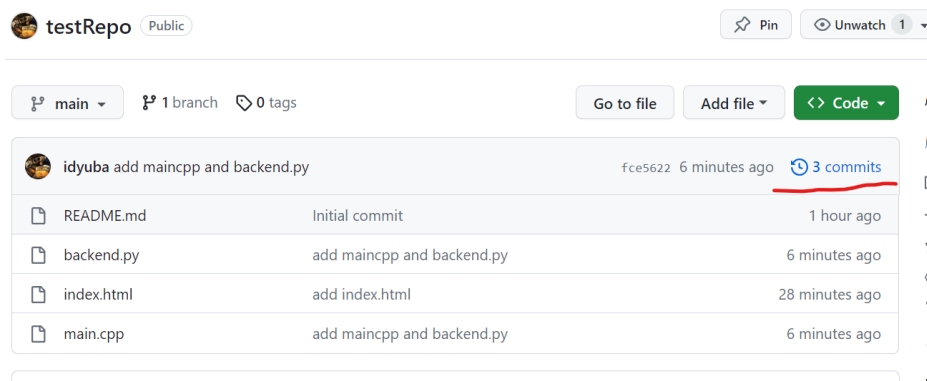 testRepo Public Pin Unwatch 1
main 1 branch 0 tags Go to file Add file Code
idyuba add maincpp and backend.py fce5622 6 minutes ago 3 commits
README.md Initial commit 1 hour ago
backend.py add maincpp and backend.py 6 minutes ago
index.html add index.html 28 minutes ago
main.cpp add maincpp and backend.py 6 minutes ago